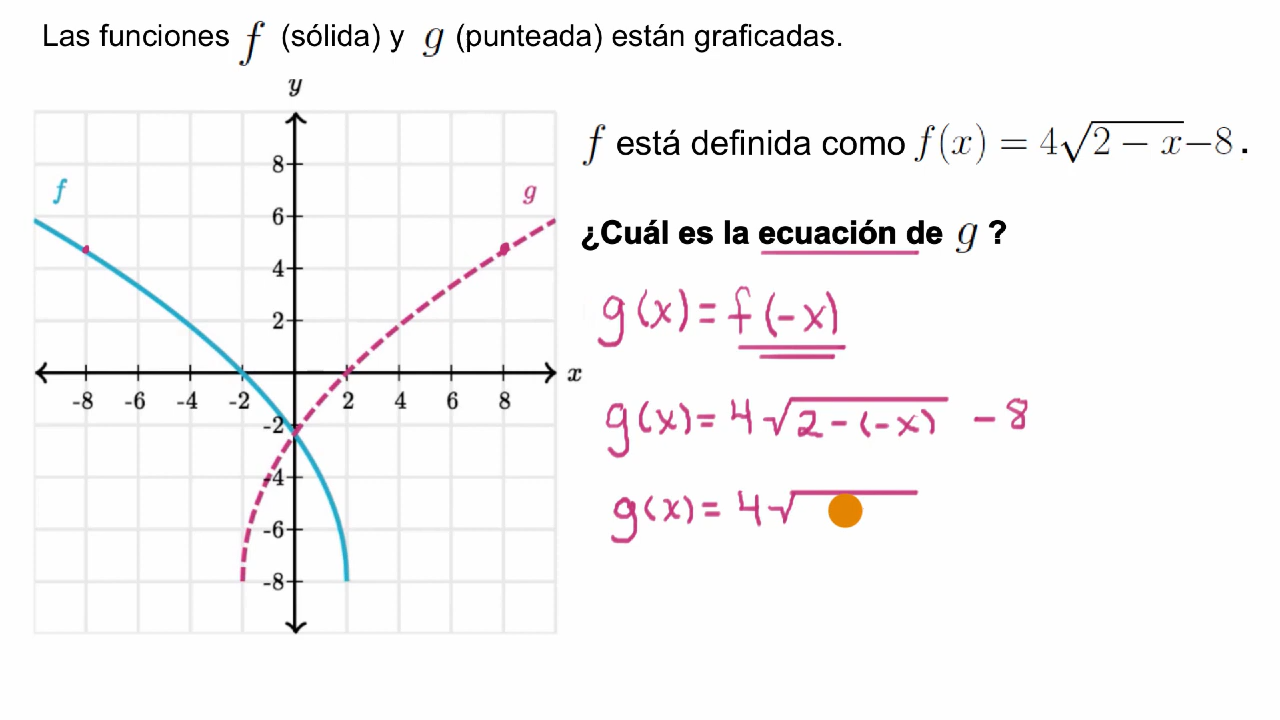 Las funciones f (sólida) y g (punteada) están graficadas.
y
f está definida como f(x) = 4√2 − x−8.
8
f
g
6
¿Cuál es la ecuación de g ?
4
g(x) = f(-x)
2
x
-8 -6 -4 -2 2 4 6 8
-2
g(x) = 4√2-(-x) - 8
-4
g(x) = 4√
-6
-8